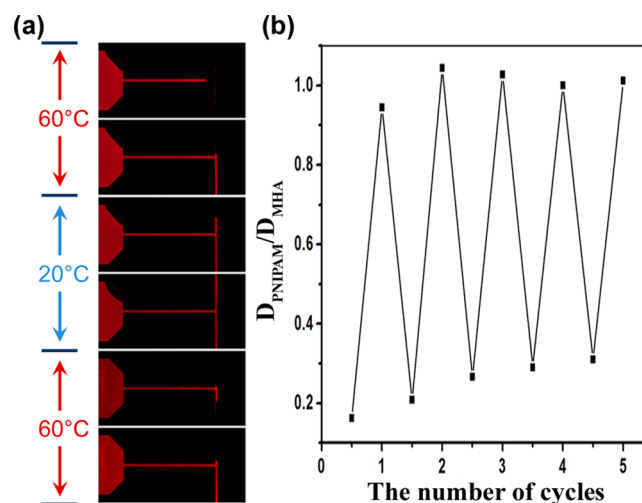 (a)
60°C
20°C
60°C
(b)
D_PNIPAM/D_MHA
1.0
0.8
0.6
0.4
0.2
0 1 2 3 4 5
The number of cycles